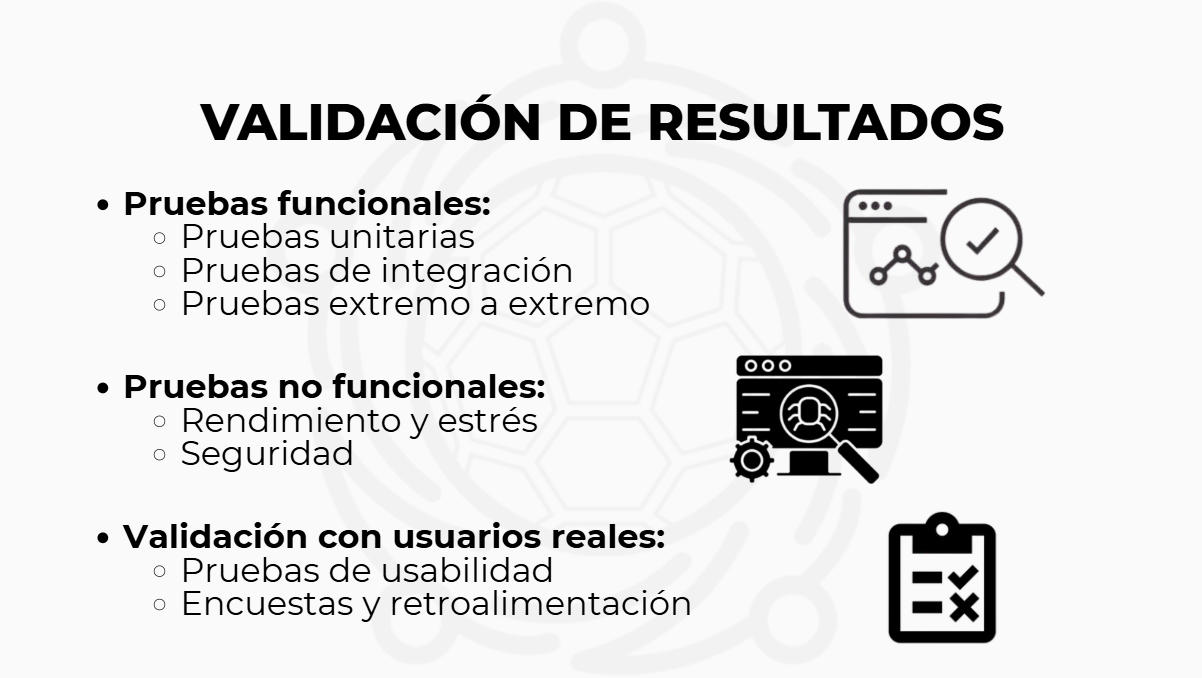 VALIDACIÓN DE RESULTADOS
• Pruebas funcionales:
○ Pruebas unitarias
○ Pruebas de integración
○ Pruebas extremo a extremo
• Pruebas no funcionales:
○ Rendimiento y estrés
○ Seguridad
• Validación con usuarios reales:
○ Pruebas de usabilidad
○ Encuestas y retroalimentación